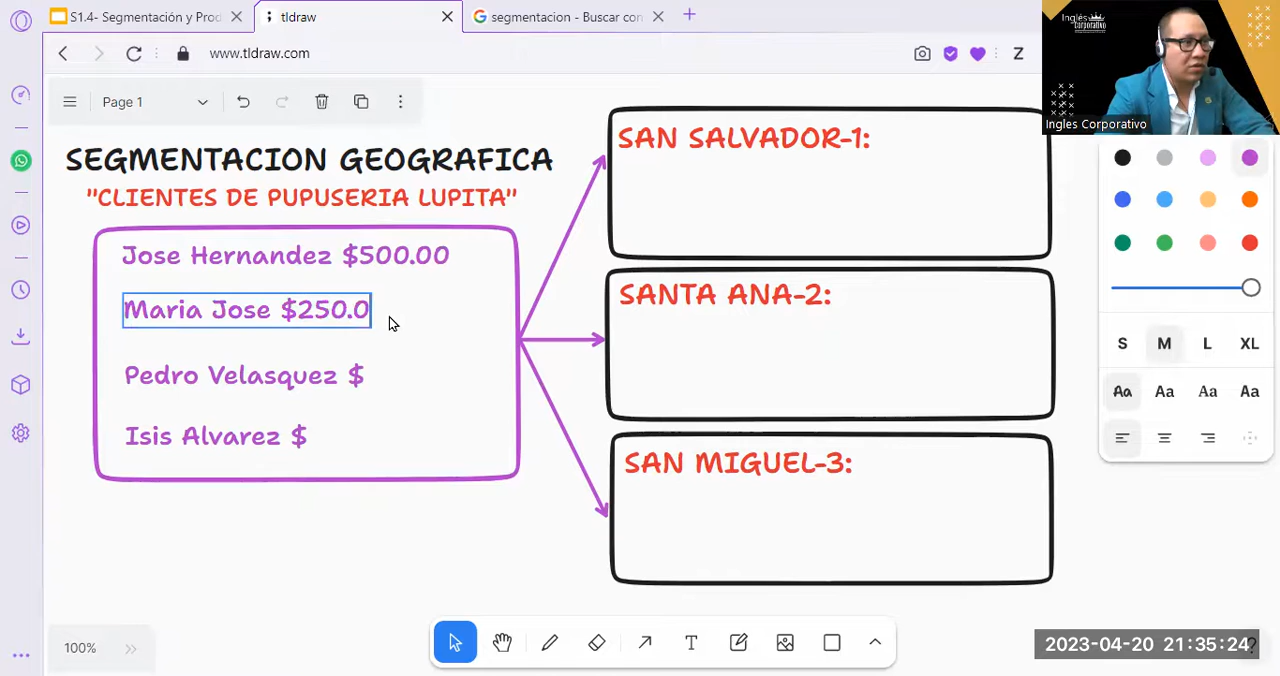 S1.4- Segmentación y Prod
tldraw
segmentacion - Buscar con
www.tldraw.com
Z
Page 1
Inglés
Corporativo
Ingles Corporativo
SEGMENTACION GEOGRAFICA
"CLIENTES DE PUPUSERIA LUPITA"
Jose Hernandez $500.00
Maria Jose $250.0
Pedro Velasquez $
Isis Alvarez $
SAN SALVADOR-1:
SANTA ANA-2:
SAN MIGUEL-3:
S M L XL
Aa Aa Aa Aa
100%
T
2023-04-20 21:35:24
?